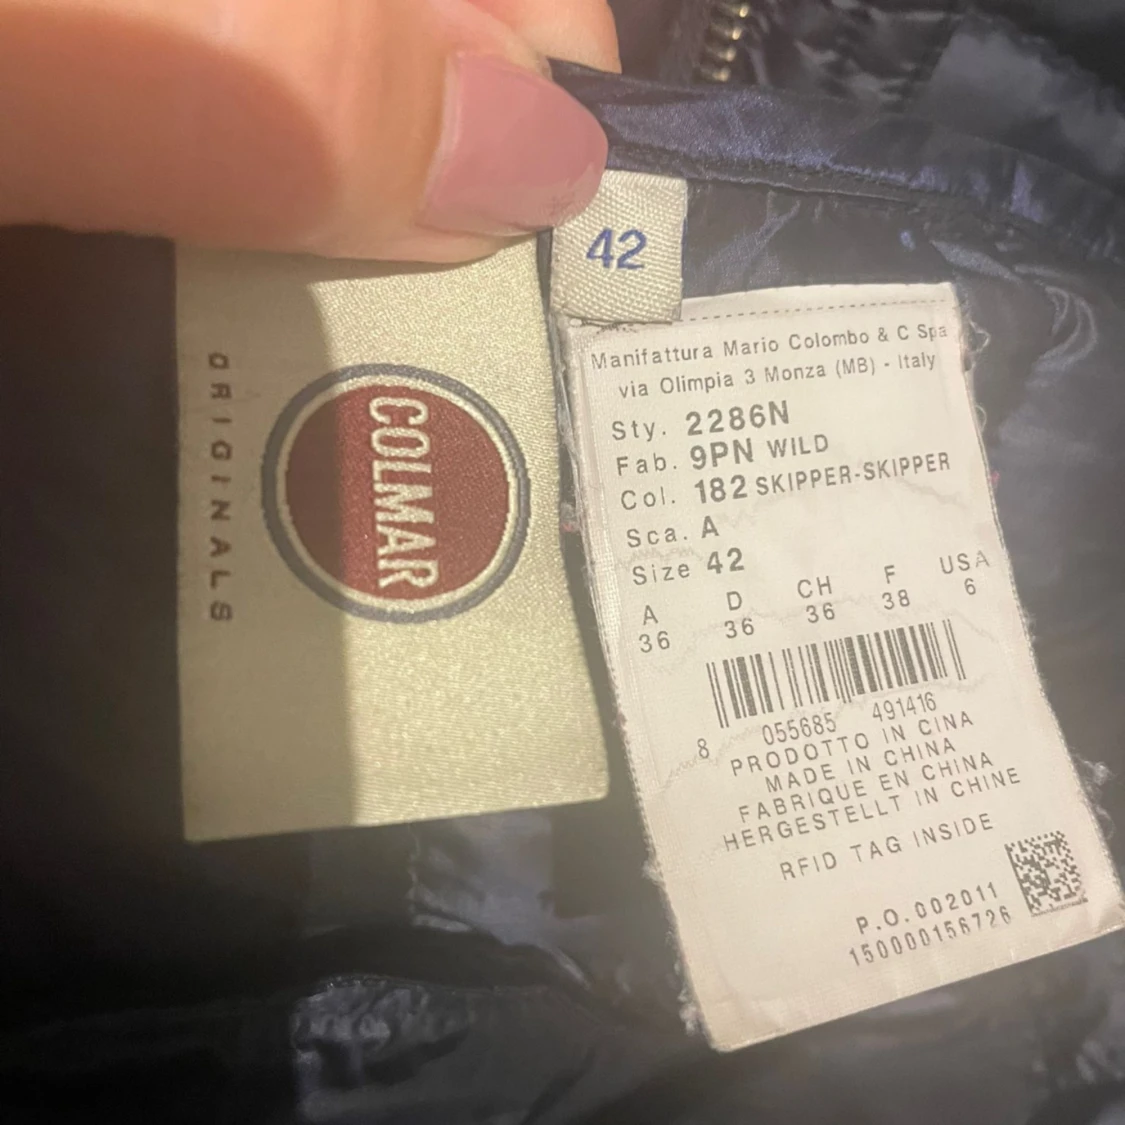 ORIGINALS
COLMAR
42
Manifattura Mario Colombo & C Spa
via Olimpia 3 Monza (MB) - Italy
Sty. 2286N
Fab. 9PN WILD
Col. 182 SKIPPER-SKIPPER
Sca. A
Size 42
A D CH F USA
36 36 36 38 6
8 055685 491416
PRODOTTO IN CINA
MADE IN CHINA
FABRIQUE EN CHINA
HERGESTELLT IN CHINE
RFID TAG INSIDE
P.O. 002011
150000156726